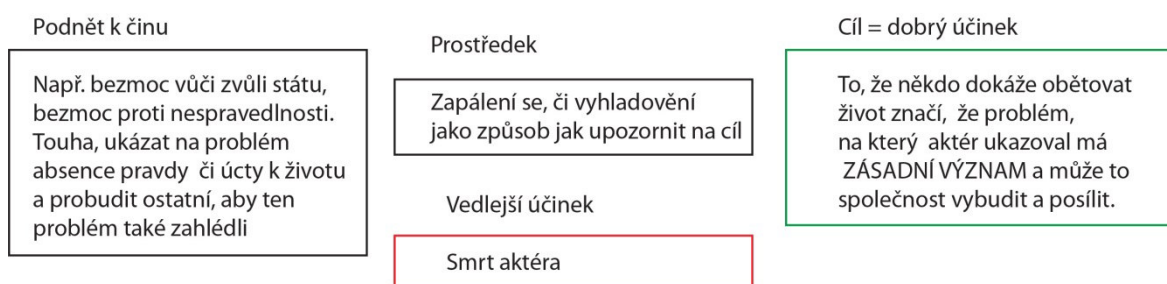 Podnět k činu
Např. bezmoc vůči zvůli státu,
bezmoc proti nespravedlnosti.
Touha, ukázat na problém
absence pravdy či úcty k životu
a probudit ostatní, aby ten
problém také zahlédli
Prostředek
Zapálení se, či vyhladovění
jako způsob jak upozornit na cíl
Vedlejší účinek
Smrt aktéra
Cíl = dobrý účinek
To, že někdo dokáže obětovat
život značí, že problém,
na který aktér ukazoval má
ZÁSADNÍ VÝZNAM a může to
společnost vybudit a posílit.